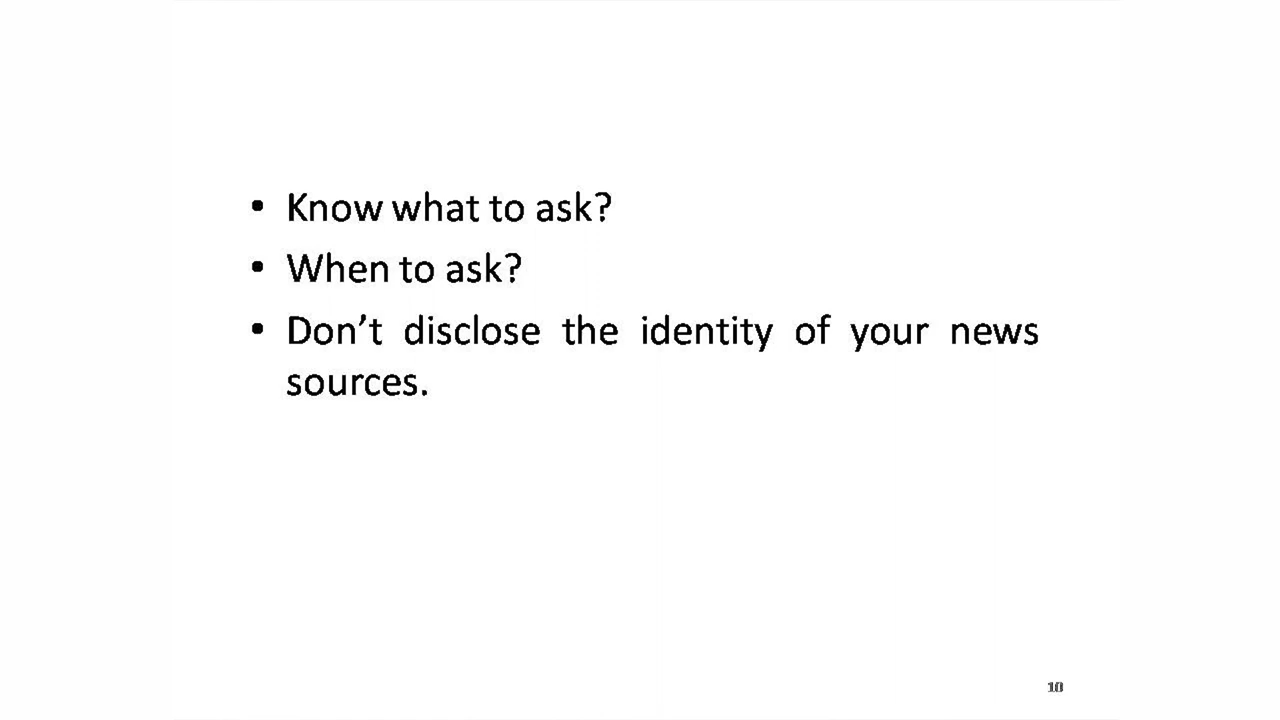 • Know what to ask?
• When to ask?
• Don’t disclose the identity of your news
sources.
10